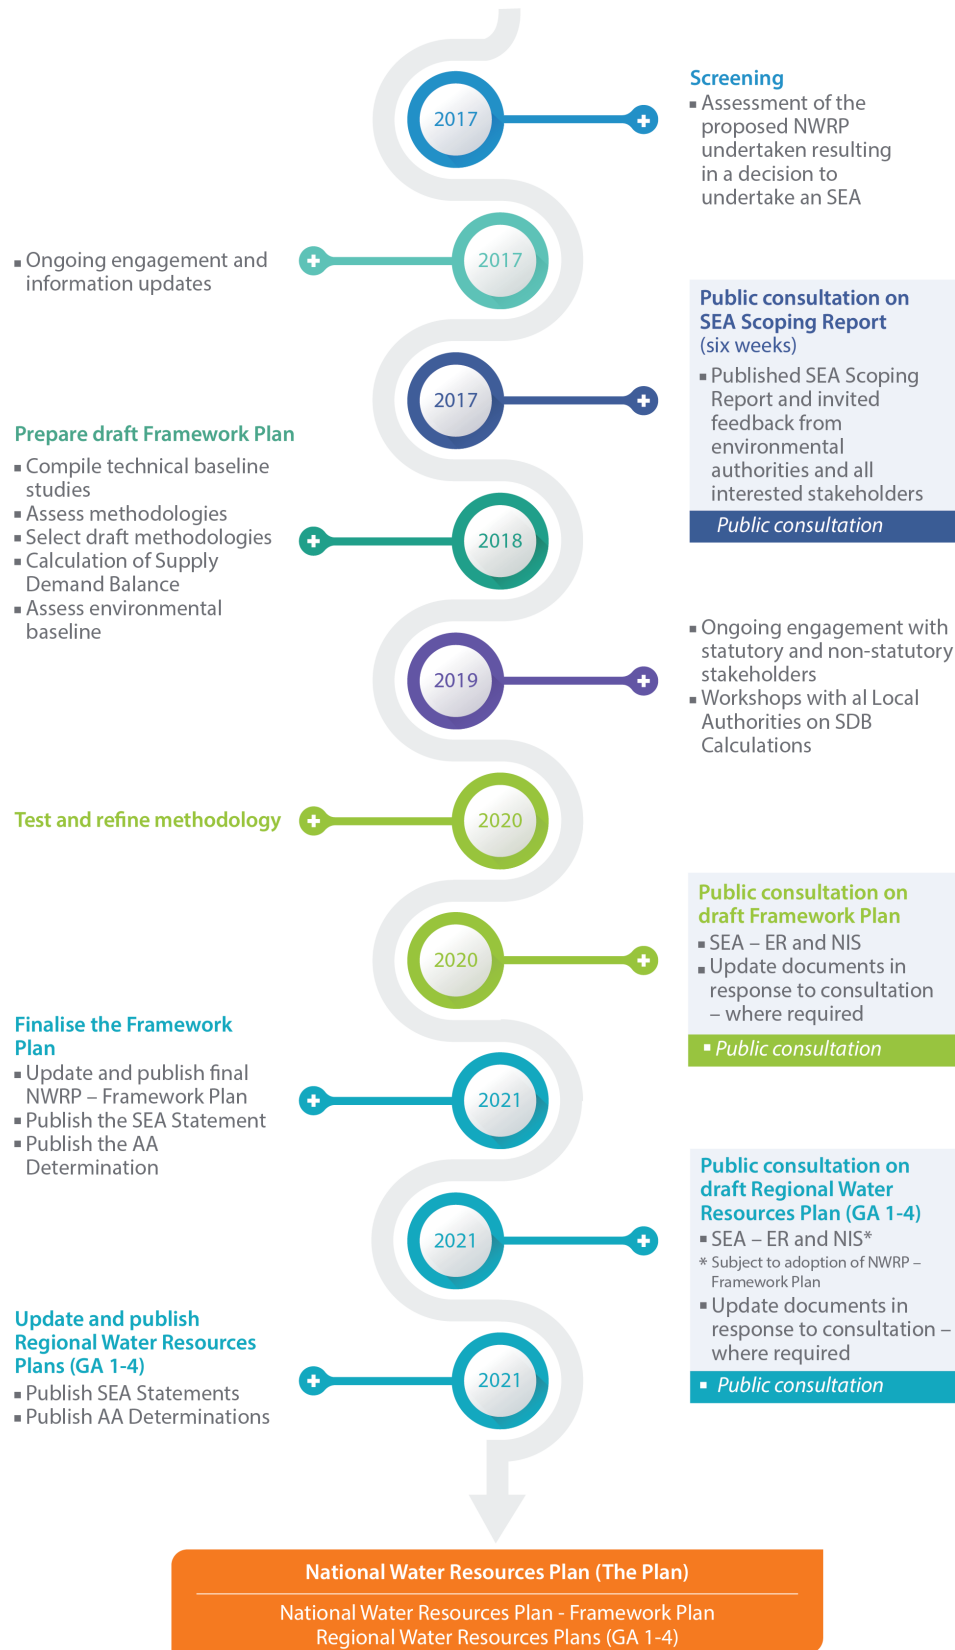 2017
Screening
▪ Assessment of the
proposed NWRP
undertaken resulting
in a decision to
undertake an SEA
▪ Ongoing engagement and
information updates
2017
2017
Public consultation on
SEA Scoping Report
(six weeks)
▪ Published SEA Scoping
Report and invited
feedback from
environmental
authorities and all
interested stakeholders
Public consultation
Prepare draft Framework Plan
▪ Compile technical baseline
studies
▪ Assess methodologies
▪ Select draft methodologies
▪ Calculation of Supply
Demand Balance
▪ Assess environmental
baseline
2018
2019
▪ Ongoing engagement with
statutory and non-statutory
stakeholders
▪ Workshops with al Local
Authorities on SDB
Calculations
Test and refine methodology
2020
2020
Public consultation on
draft Framework Plan
▪ SEA – ER and NIS
▪ Update documents in
response to consultation
– where required
▪ Public consultation
Finalise the Framework
Plan
▪ Update and publish final
NWRP – Framework Plan
▪ Publish the SEA Statement
▪ Publish the AA
Determination
2021
2021
Public consultation on
draft Regional Water
Resources Plan (GA 1-4)
▪ SEA – ER and NIS*
* Subject to adoption of NWRP –
Framework Plan
▪ Update documents in
response to consultation –
where required
▪ Public consultation
Update and publish
Regional Water Resources
Plans (GA 1-4)
▪ Publish SEA Statements
▪ Publish AA Determinations
2021
National Water Resources Plan (The Plan)
National Water Resources Plan - Framework Plan
Regional Water Resources Plans (GA 1-4)